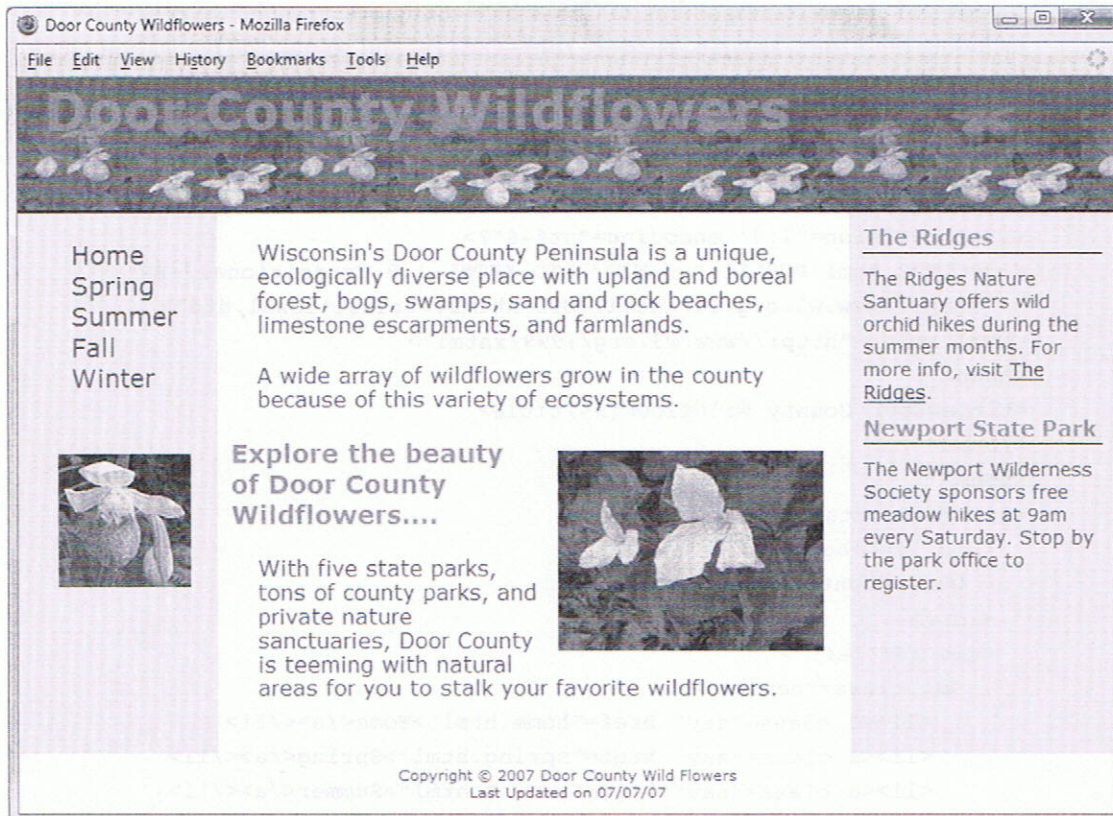 Door County Wildflowers - Mozilla Firefox
File Edit View History Bookmarks Tools Help
Door County Wildflowers
Home
Spring
Summer
Fall
Winter
Wisconsin's Door County Peninsula is a unique,
ecologically diverse place with upland and boreal
forest, bogs, swamps, sand and rock beaches,
limestone escarpments, and farmlands.
A wide array of wildflowers grow in the county
because of this variety of ecosystems.
Explore the beauty
of Door County
Wildflowers....
With five state parks,
tons of county parks, and
private nature
sanctuaries, Door County
is teeming with natural
areas for you to stalk your favorite wildflowers.
The Ridges
The Ridges Nature
Santuary offers wild
orchid hikes during the
summer months. For
more info, visit The
Ridges.
Newport State Park
The Newport Wilderness
Society sponsors free
meadow hikes at 9am
every Saturday. Stop by
the park office to
register.
Copyright © 2007 Door County Wild Flowers
Last Updated on 07/07/07